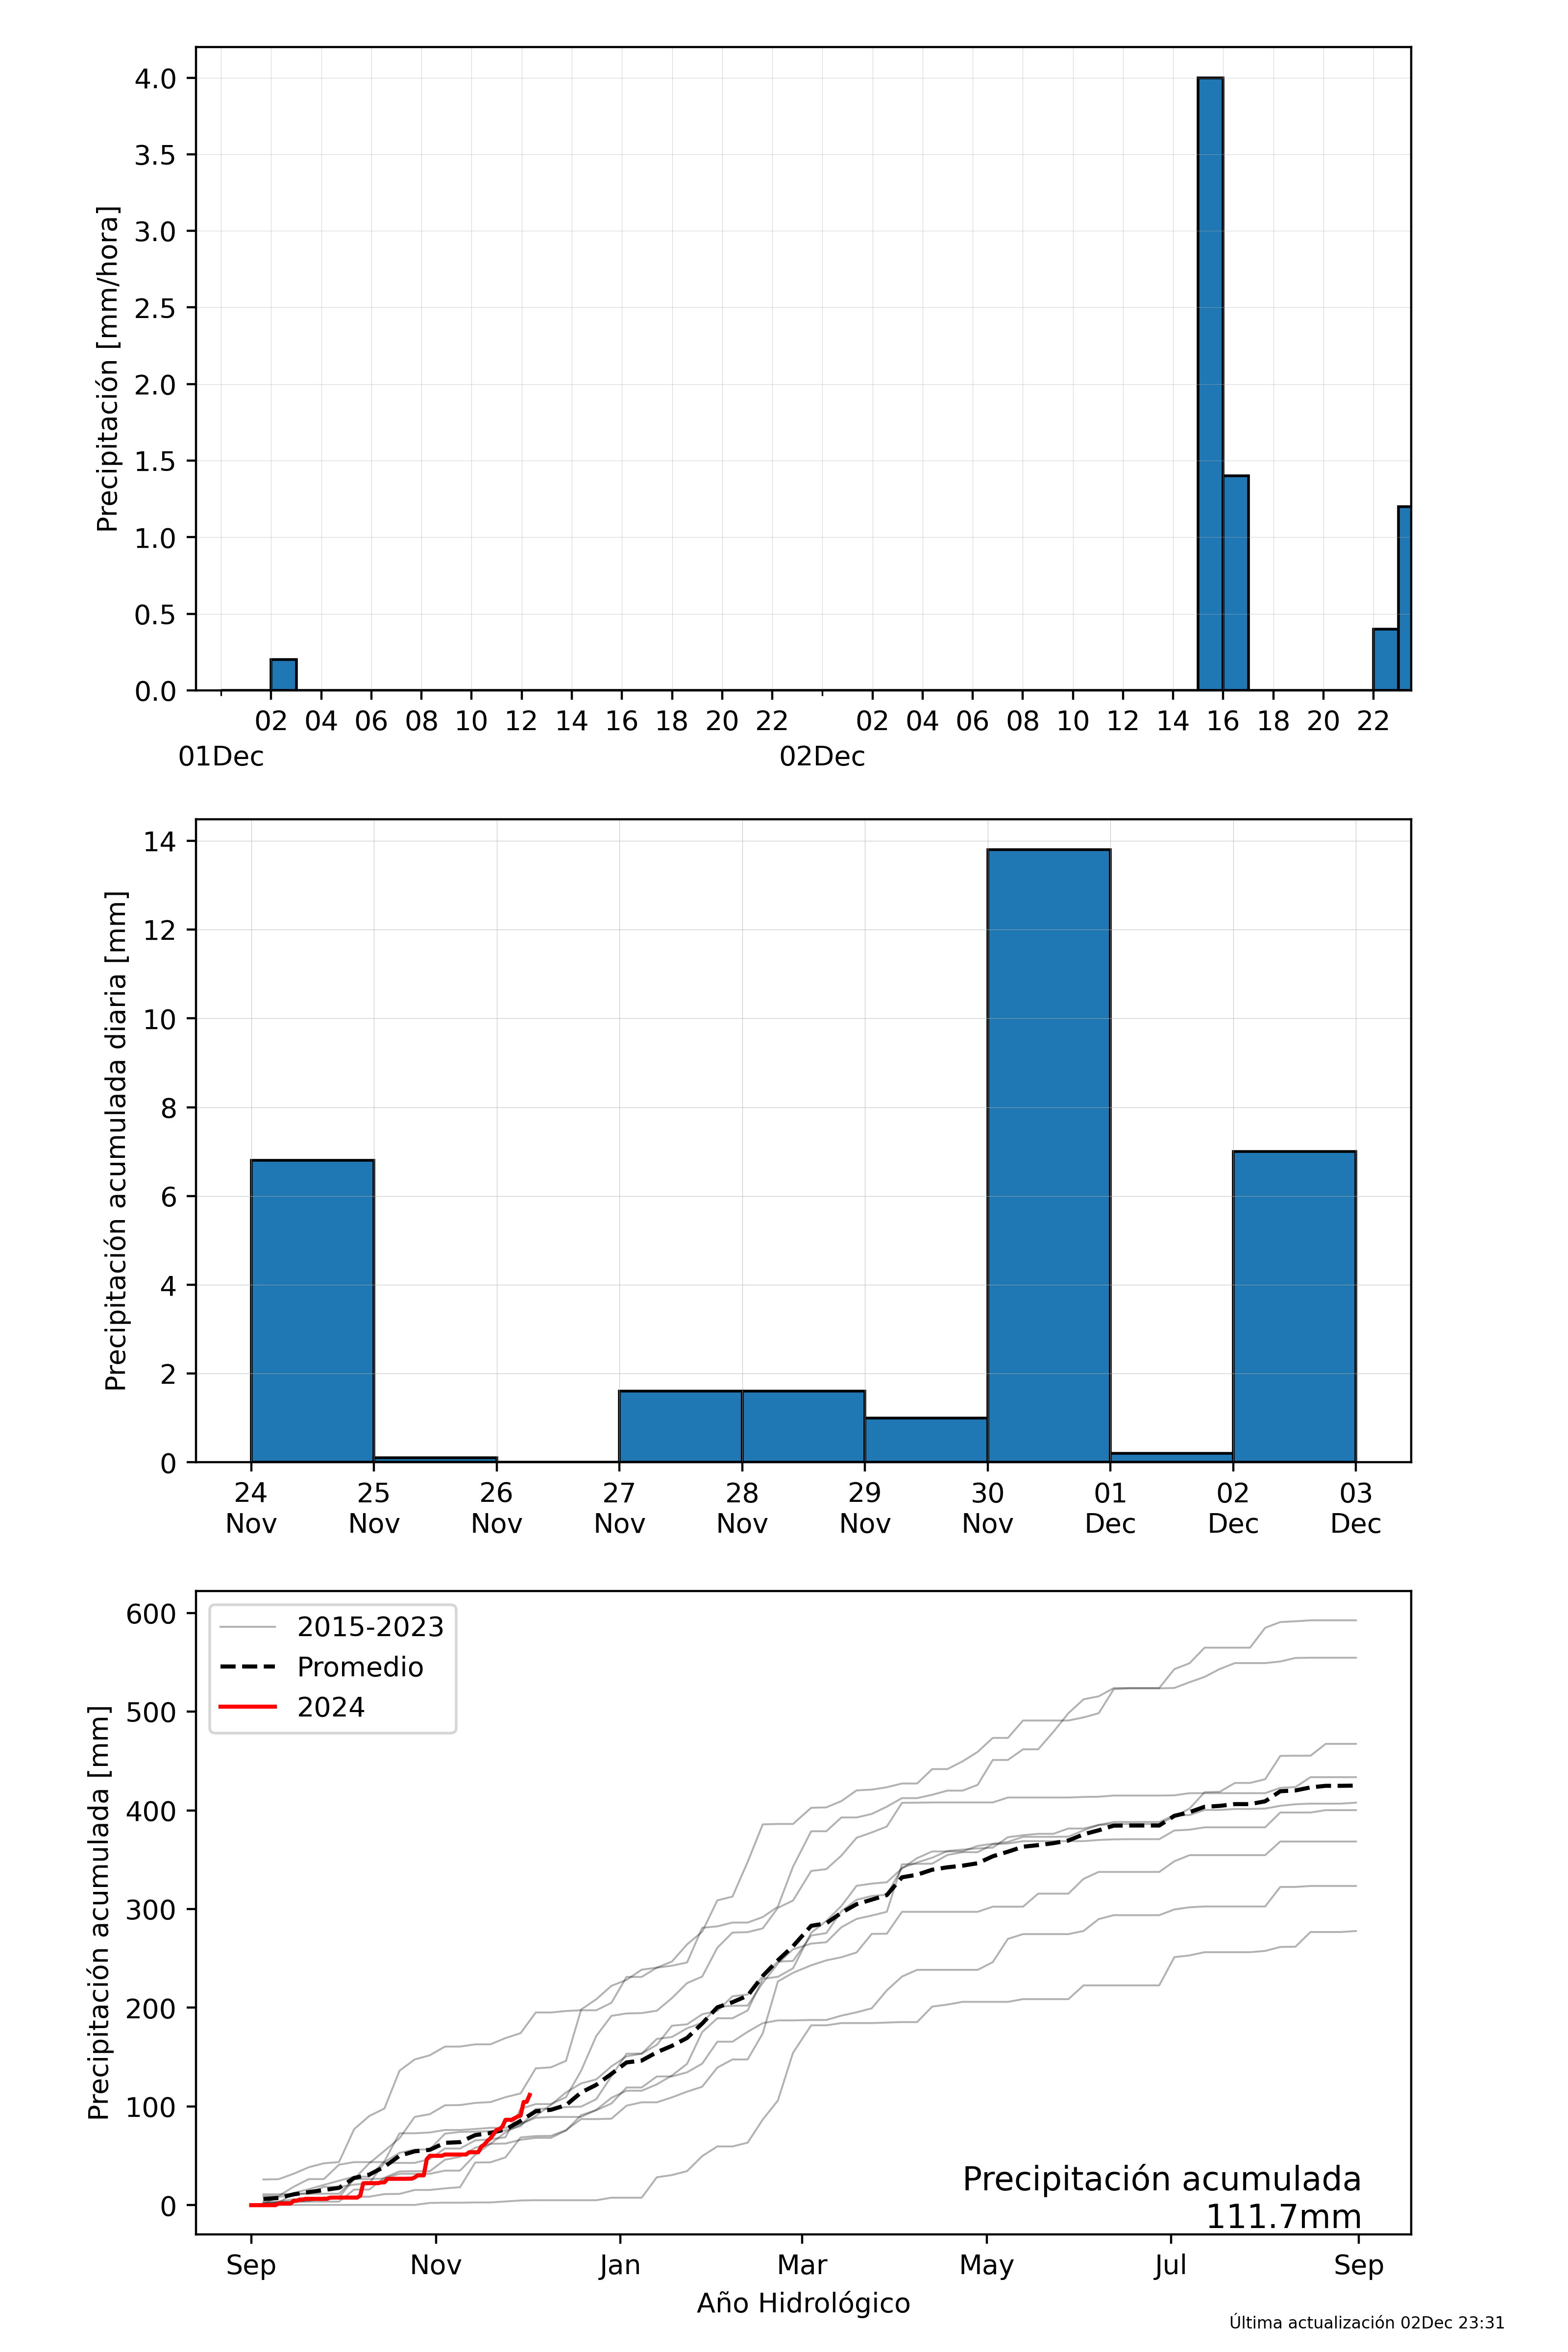 Precipitación [mm/hora]
4.0
3.5
3.0
2.5
2.0
1.5
1.0
0.5
0.0
02 04 06 08 10 12 14 16 18 20 22 02 04 06 08 10 12 14 16 18 20 22
01Dec 02Dec
Precipitación acumulada diaria [mm]
14
12
10
8
6
4
2
0
24 25 26 27 28 29 30 01 02 03
Nov Nov Nov Nov Nov Nov Nov Dec Dec Dec
Precipitación acumulada [mm]
600
500
400
300
200
100
0
2015-2023
Promedio
2024
Precipitación acumulada
111.7mm
Sep Nov Jan Mar May Jul Sep
Año Hidrológico
Última actualización 02Dec 23:31